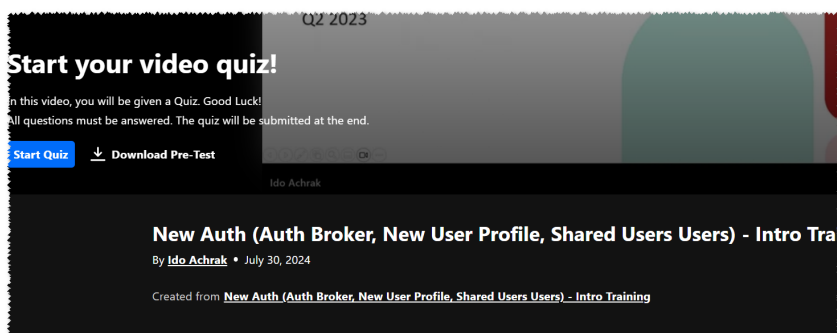 Q2 2023
Start your video quiz!
In this video, you will be given a Quiz. Good Luck!
All questions must be answered. The quiz will be submitted at the end.
Start Quiz
Download Pre-Test
Ido Achrak
New Auth (Auth Broker, New User Profile, Shared Users Users) - Intro Tra
By Ido Achrak • July 30, 2024
Created from New Auth (Auth Broker, New User Profile, Shared Users Users) - Intro Training